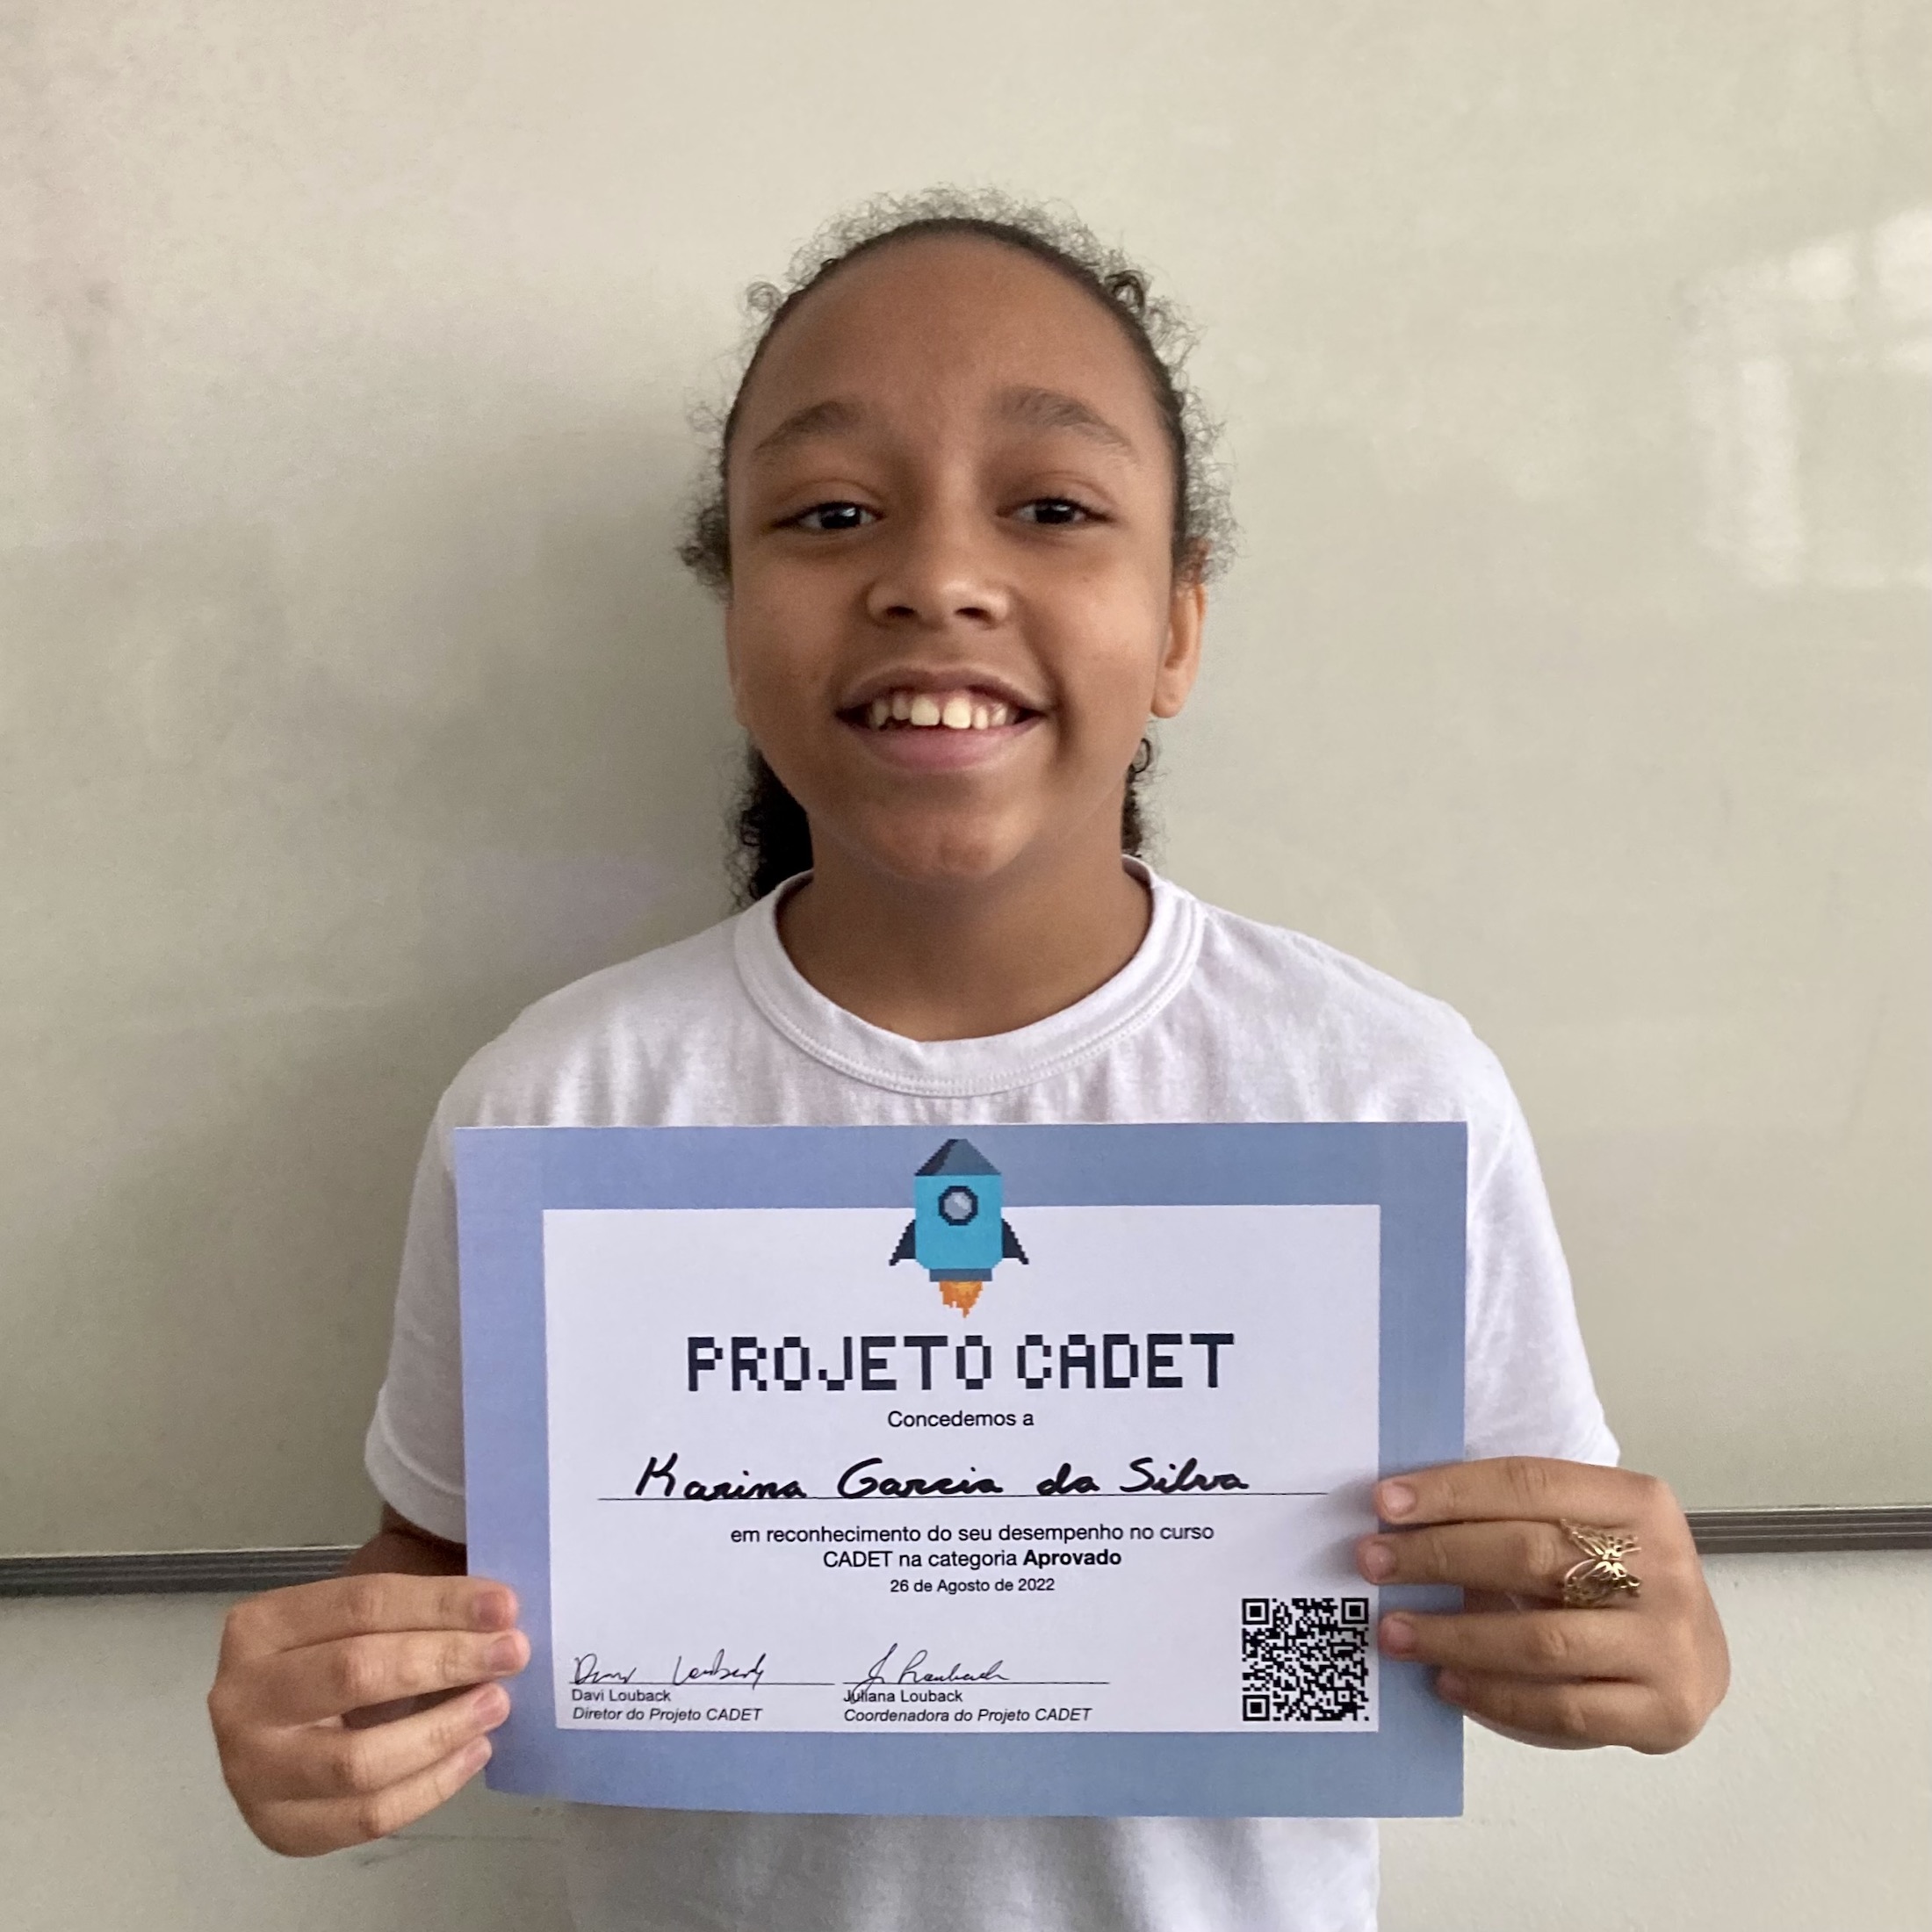 PROJETO CADET
Concedemos a
Karina Garcia da Silva
em reconhecimento do seu desempenho no curso
CADET na categoria Aprovado
26 de Agosto de 2022
Davi Louback
Diretor do Projeto CADET
J. Louback
Juliana Louback
Coordenadora do Projeto CADET